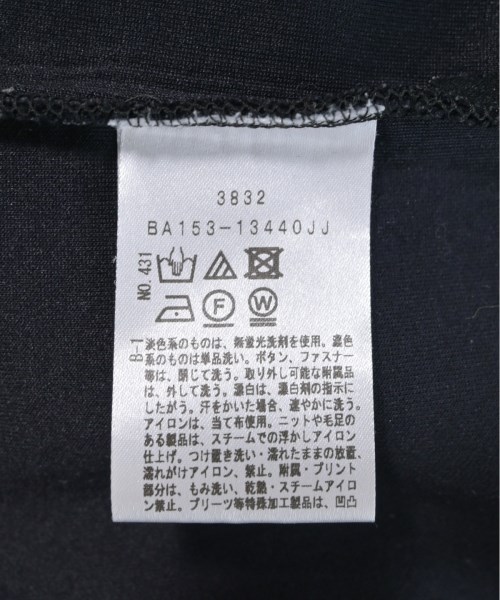 3832
BA153-13440JJ
NO.431
F
W
B-1
淡色系のものは、無蛍光洗剤を使用。濃色
系のものは単品洗い。ボタン、ファスナー
等は、閉じて洗う。取り外し可能な附属品
は、外して洗う。漂白は、漂白剤の指示に
したがう。汗をかいた場合、速やかに洗う。
アイロンは、当て布使用。ニットや毛足の
ある製品は、スチームでの浮かしアイロン
仕上げ。つけ置き洗い・濡れたままの放置、
濡れがけアイロン、禁止。附属・プリント
部分は、もみ洗い、乾熱・スチームアイロ
ン禁止。プリーツ等特殊加工製品は、凹凸